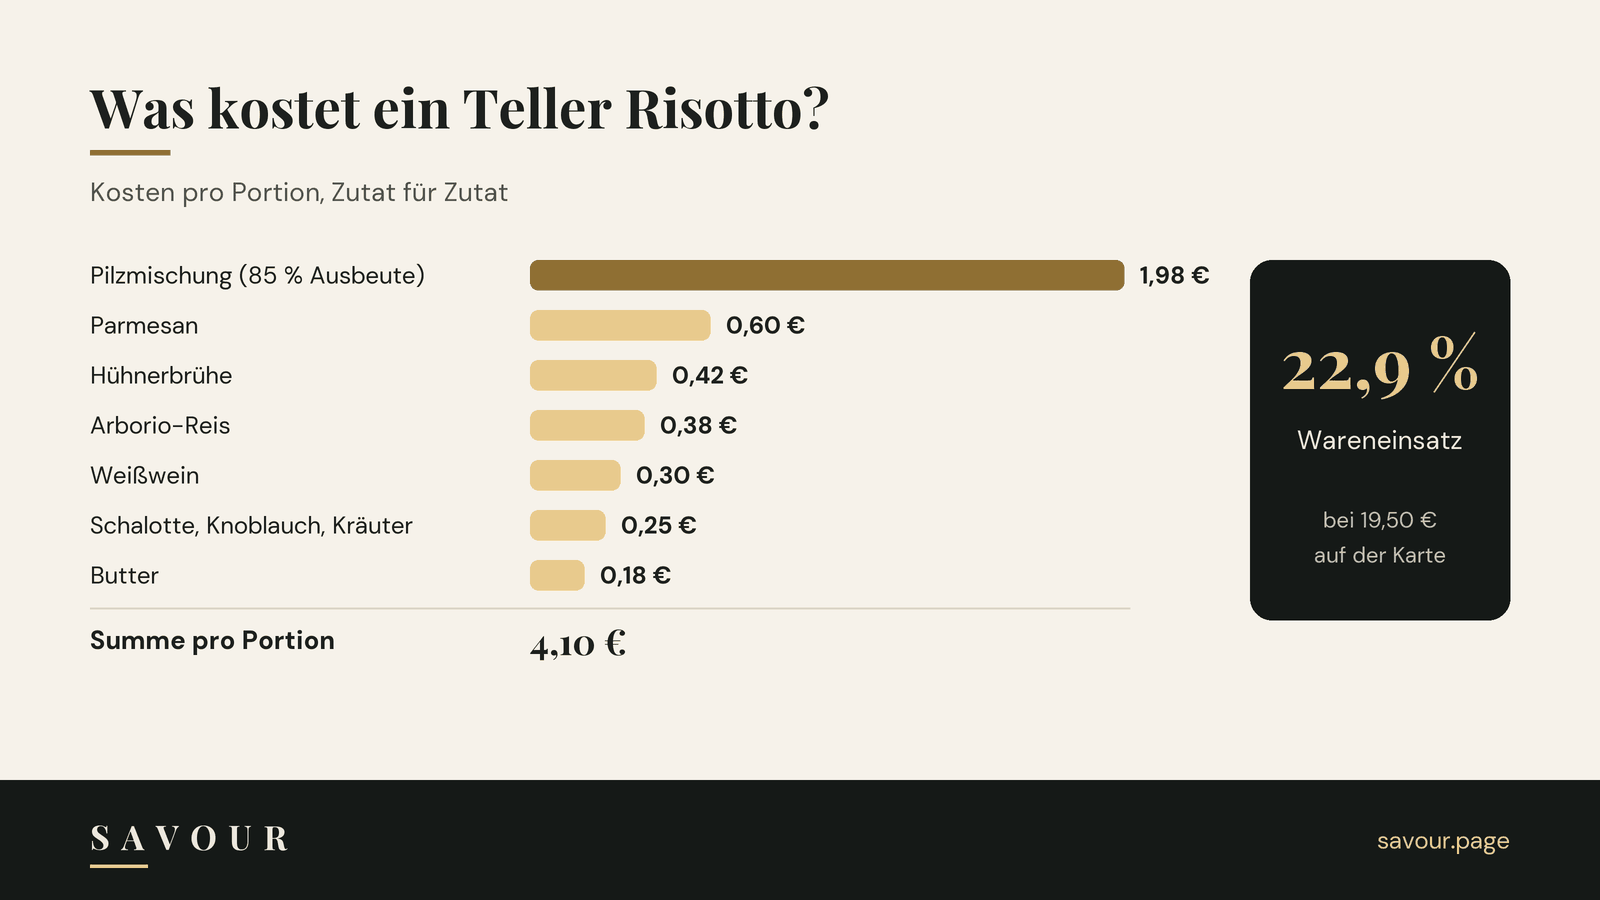 Was kostet ein Teller Risotto?
Kosten pro Portion, Zutat für Zutat
Pilzmischung (85 % Ausbeute) 1,98 €
Parmesan 0,60 €
Hühnerbrühe 0,42 €
Arborio-Reis 0,38 €
Weißwein 0,30 €
Schalotte, Knoblauch, Kräuter 0,25 €
Butter 0,18 €
Summe pro Portion 4,10 €
22,9 %
Wareneinsatz
bei 19,50 €
auf der Karte
SAVOUR
savour.page